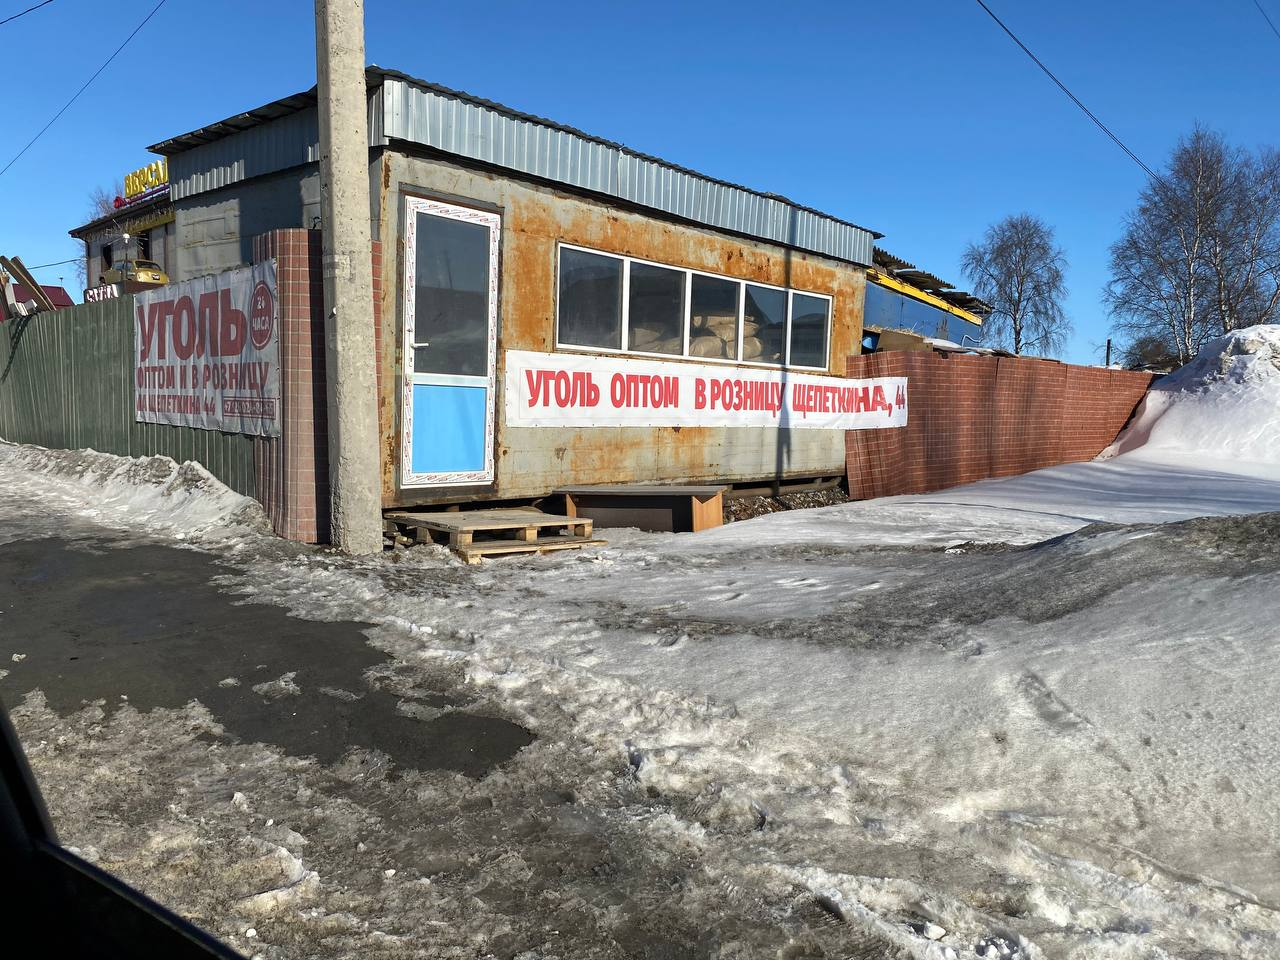 УГОЛЬ
24
ЧАСА
ОПТОМ И В РОЗНИЦУ
ЩЕПЕТКИНА 44
УГОЛЬ ОПТОМ В РОЗНИЦУ ЩЕПЕТКИНА, 44